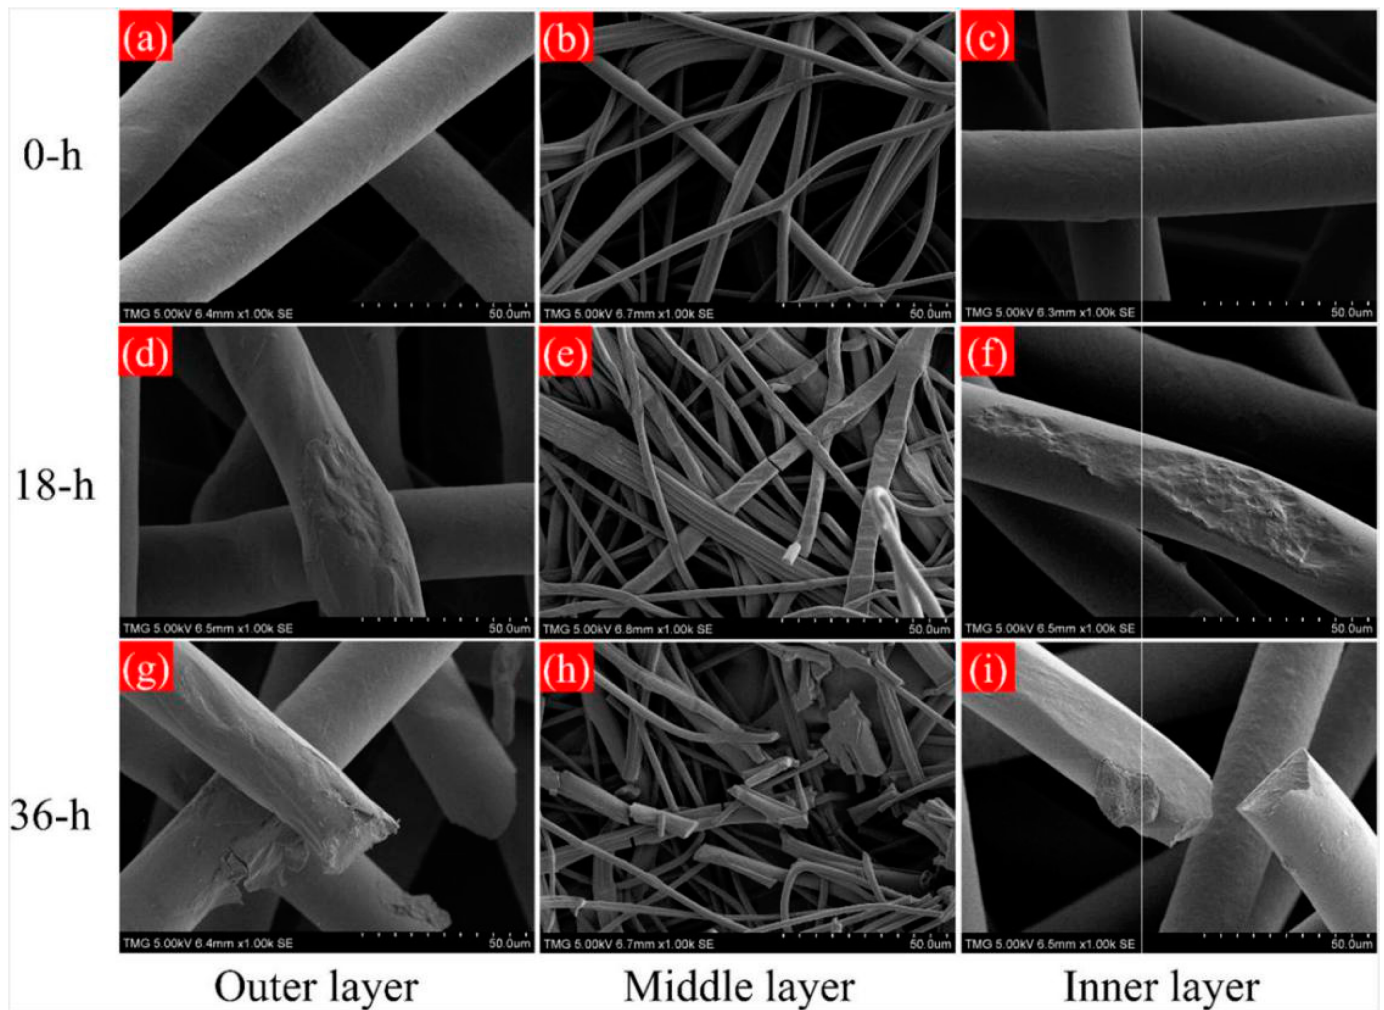 (a) (b) (c)
0-h
TMG 5.00kV 6.4mm x1.00k SE 50.0um TMG 5.00kV 6.7mm x1.00k SE 50.0um TMG 5.00kV 6.3mm x1.00k SE 50.0um
(d) (e) (f)
18-h
TMG 5.00kV 6.5mm x1.00k SE 50.0um TMG 5.00kV 6.8mm x1.00k SE 50.0um TMG 5.00kV 6.5mm x1.00k SE 50.0um
(g) (h) (i)
36-h
TMG 5.00kV 6.4mm x1.00k SE 50.0um TMG 5.00kV 6.7mm x1.00k SE 50.0um TMG 5.00kV 6.5mm x1.00k SE 50.0um
Outer layer Middle layer Inner layer